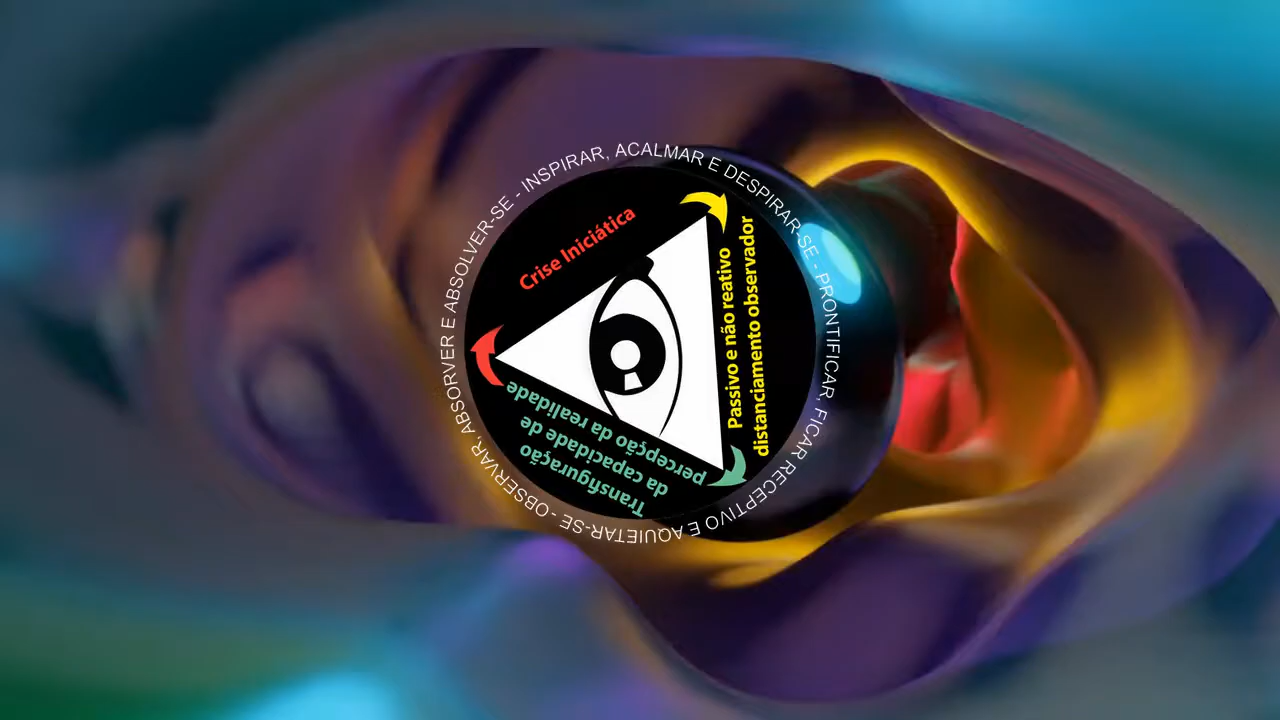 INSPIRAR, ACALMAR E DESPIRAR-SE - PRONTIFICAR, FICAR RECEPTIVO E AQUIETAR-SE - OBSERVAR, ABSORVER E ABSOLVER-SE -
Crise Iniciática
Passivo e não reativo
distanciamento observador
Transfiguração
da capacidade de
percepção da realidade